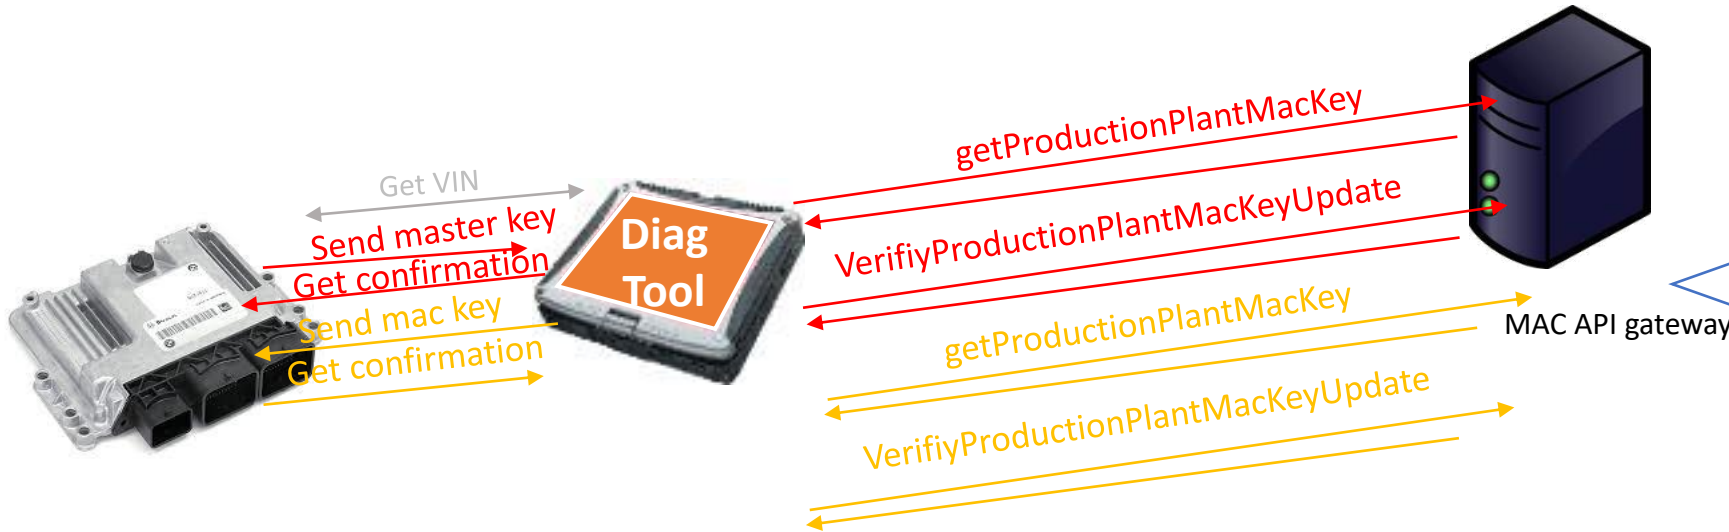 getProductionPlantMacKey
Get VIN
VerifiyProductionPlantMacKeyUpdate
Send master key
Diag
Tool
Get confirmation
Send mac key
getProductionPlantMacKey
MAC API gateway
Get confirmation
VerifiyProductionPlantMacKeyUpdate